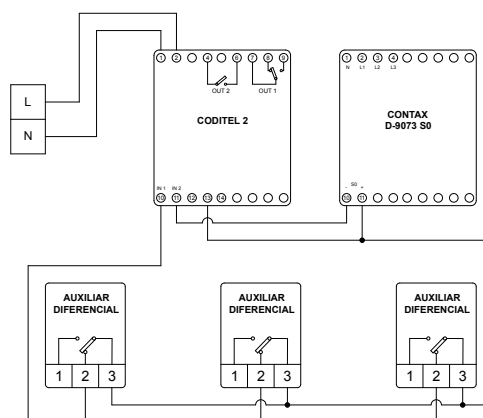 1 2 4 6 7 8 9
OUT 2 OUT 1
CODITEL 2
IN 1 IN 2
10 11 12 13 14
1 2 3 4
N L1 L2 L3
CONTAX
D-9073 S0
S0
- +
10 11
L
N
AUXILIAR
DIFERENCIAL
1 2 3
AUXILIAR
DIFERENCIAL
1 2 3
AUXILIAR
DIFERENCIAL
1 2 3